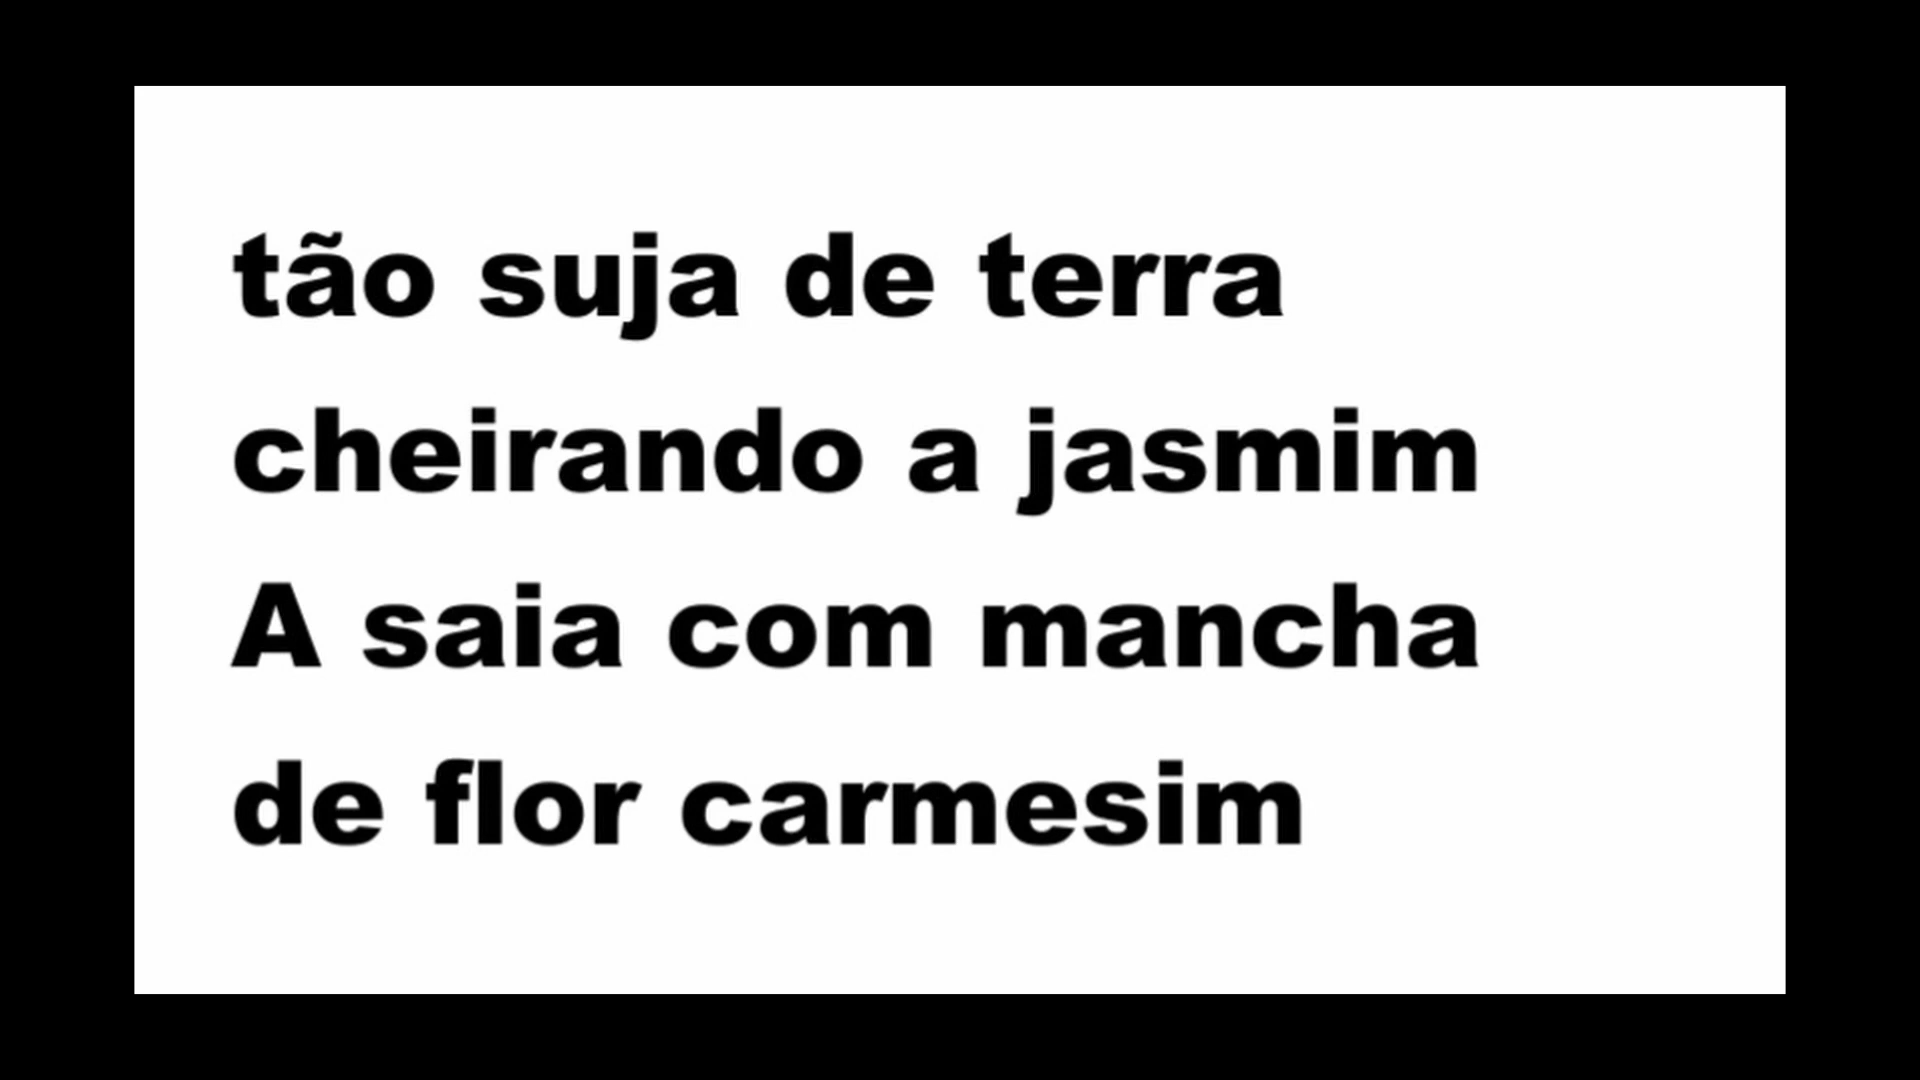 tão suja de terra
cheirando a jasmim
A saia com mancha
de flor carmesim